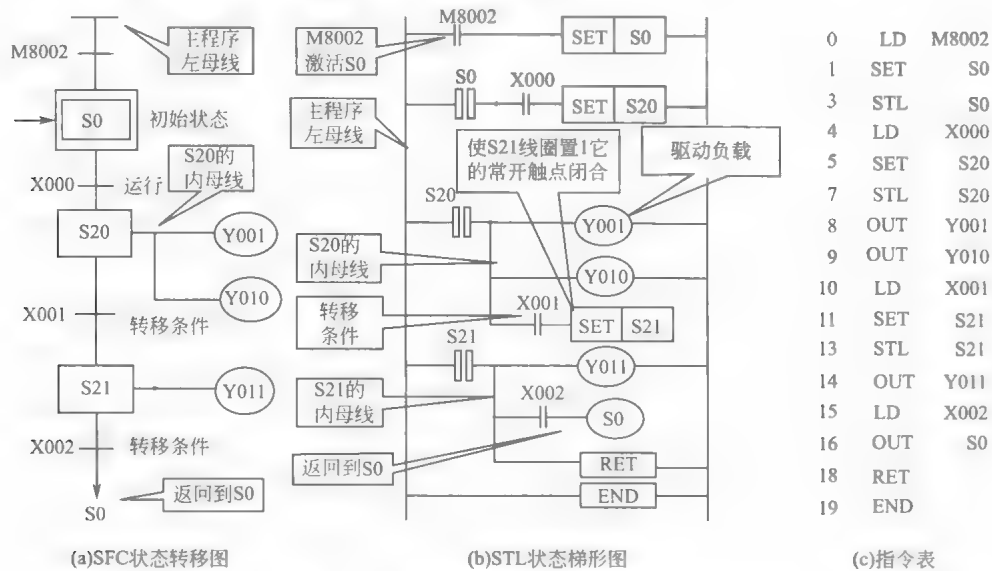 主程序
左母线
M8002
S0
初始状态
S20的
内母线
X000
运行
S20
Y001
Y010
X001
转移条件
S21
Y011
X002
转移条件
返回到S0
S0
(a)SFC状态转移图
M8002
激活S0
M8002
SET S0
S0
X000
SET S20
主程序
左母线
使S21线圈置1它
的常开触点闭合
驱动负载
S20
Y001
S20的
内母线
Y010
转移
条件
X001
SET S21
S21
Y011
S21的
内母线
X002
S0
返回到S0
RET
END
(b)STL状态梯形图
0 LD M8002
1 SET S0
3 STL S0
4 LD X000
5 SET S20
7 STL S20
8 OUT Y001
9 OUT Y010
10 LD X001
11 SET S21
13 STL S21
14 OUT Y011
15 LD X002
16 OUT S0
18 RET
19 END
(c)指令表